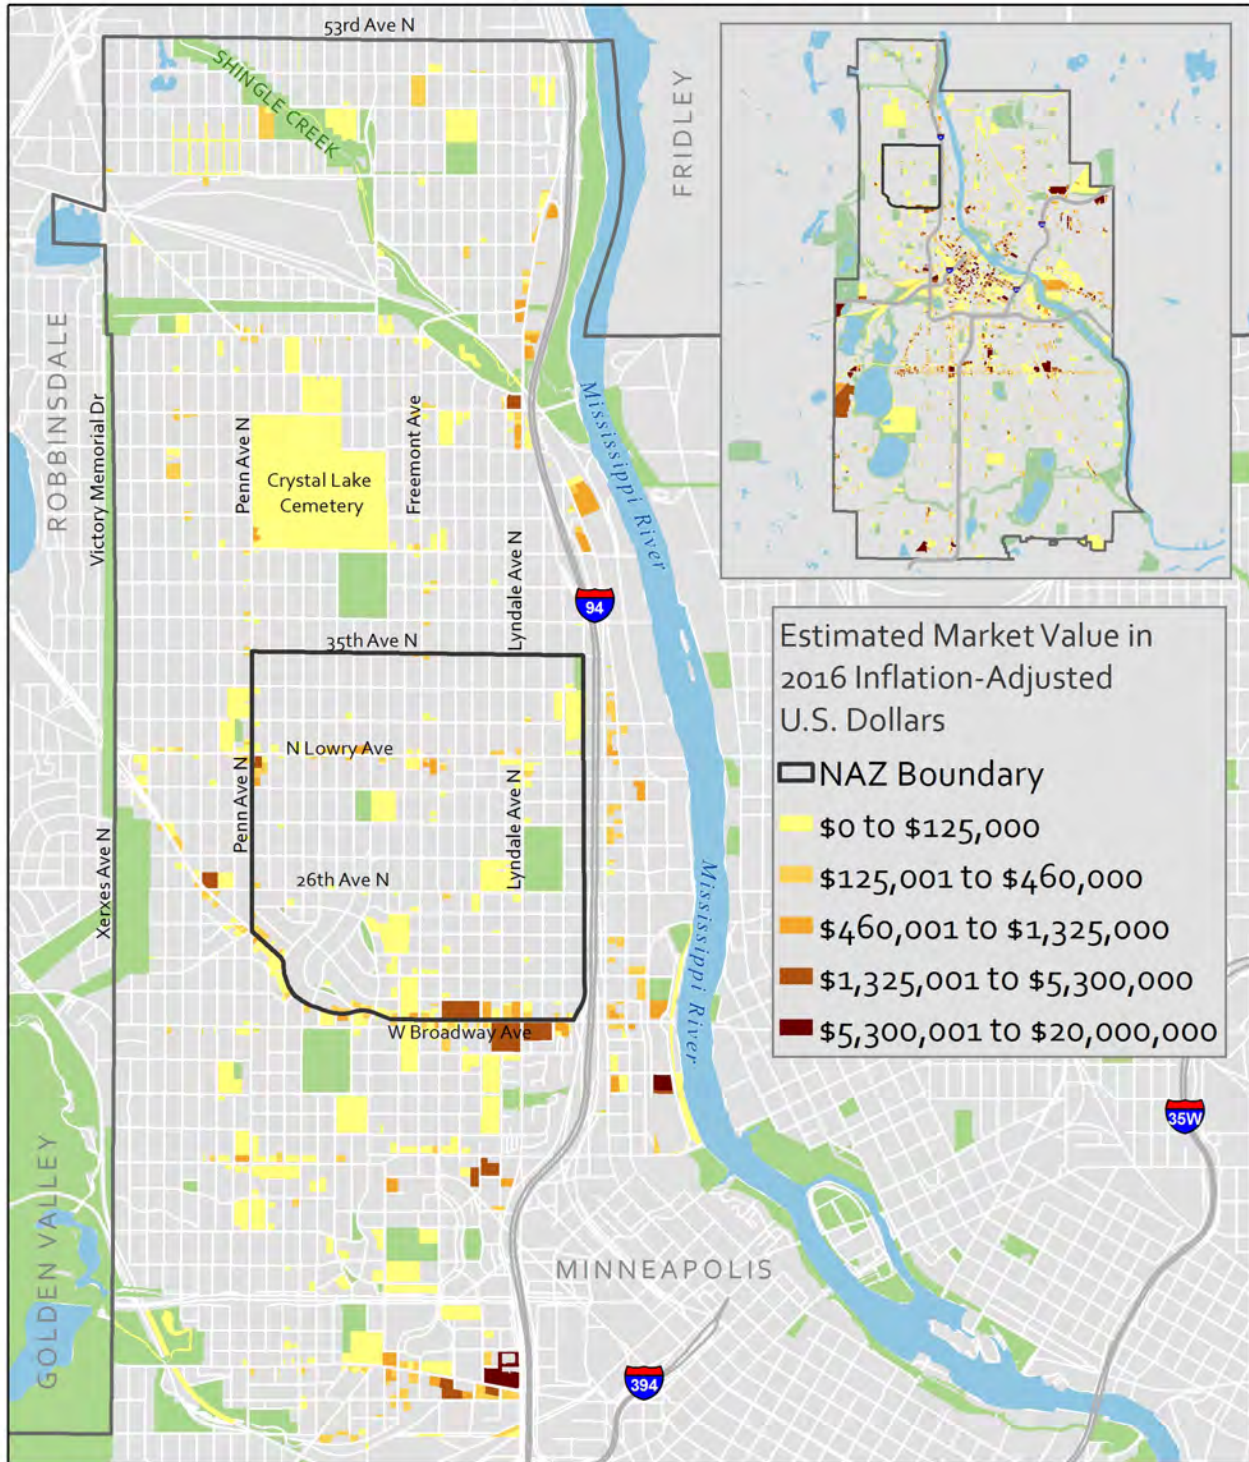 53rd Ave N
SHINGLE CREEK
FRIDLEY
ROBBINSDALE
Victory Memorial Dr
Penn Ave N
Crystal Lake
Cemetery
Freemont Ave
Mississippi River
Lyndale Ave N
94
35th Ave N
N Lowry Ave
Penn Ave N
Lyndale Ave N
26th Ave N
Xerxes Ave N
Mississippi River
W Broadway Ave
GOLDEN VALLEY
MINNEAPOLIS
394
35W
Estimated Market Value in
2016 Inflation-Adjusted
U.S. Dollars
NAZ Boundary
$0 to $125,000
$125,001 to $460,000
$460,001 to $1,325,000
$1,325,001 to $5,300,000
$5,300,001 to $20,000,000